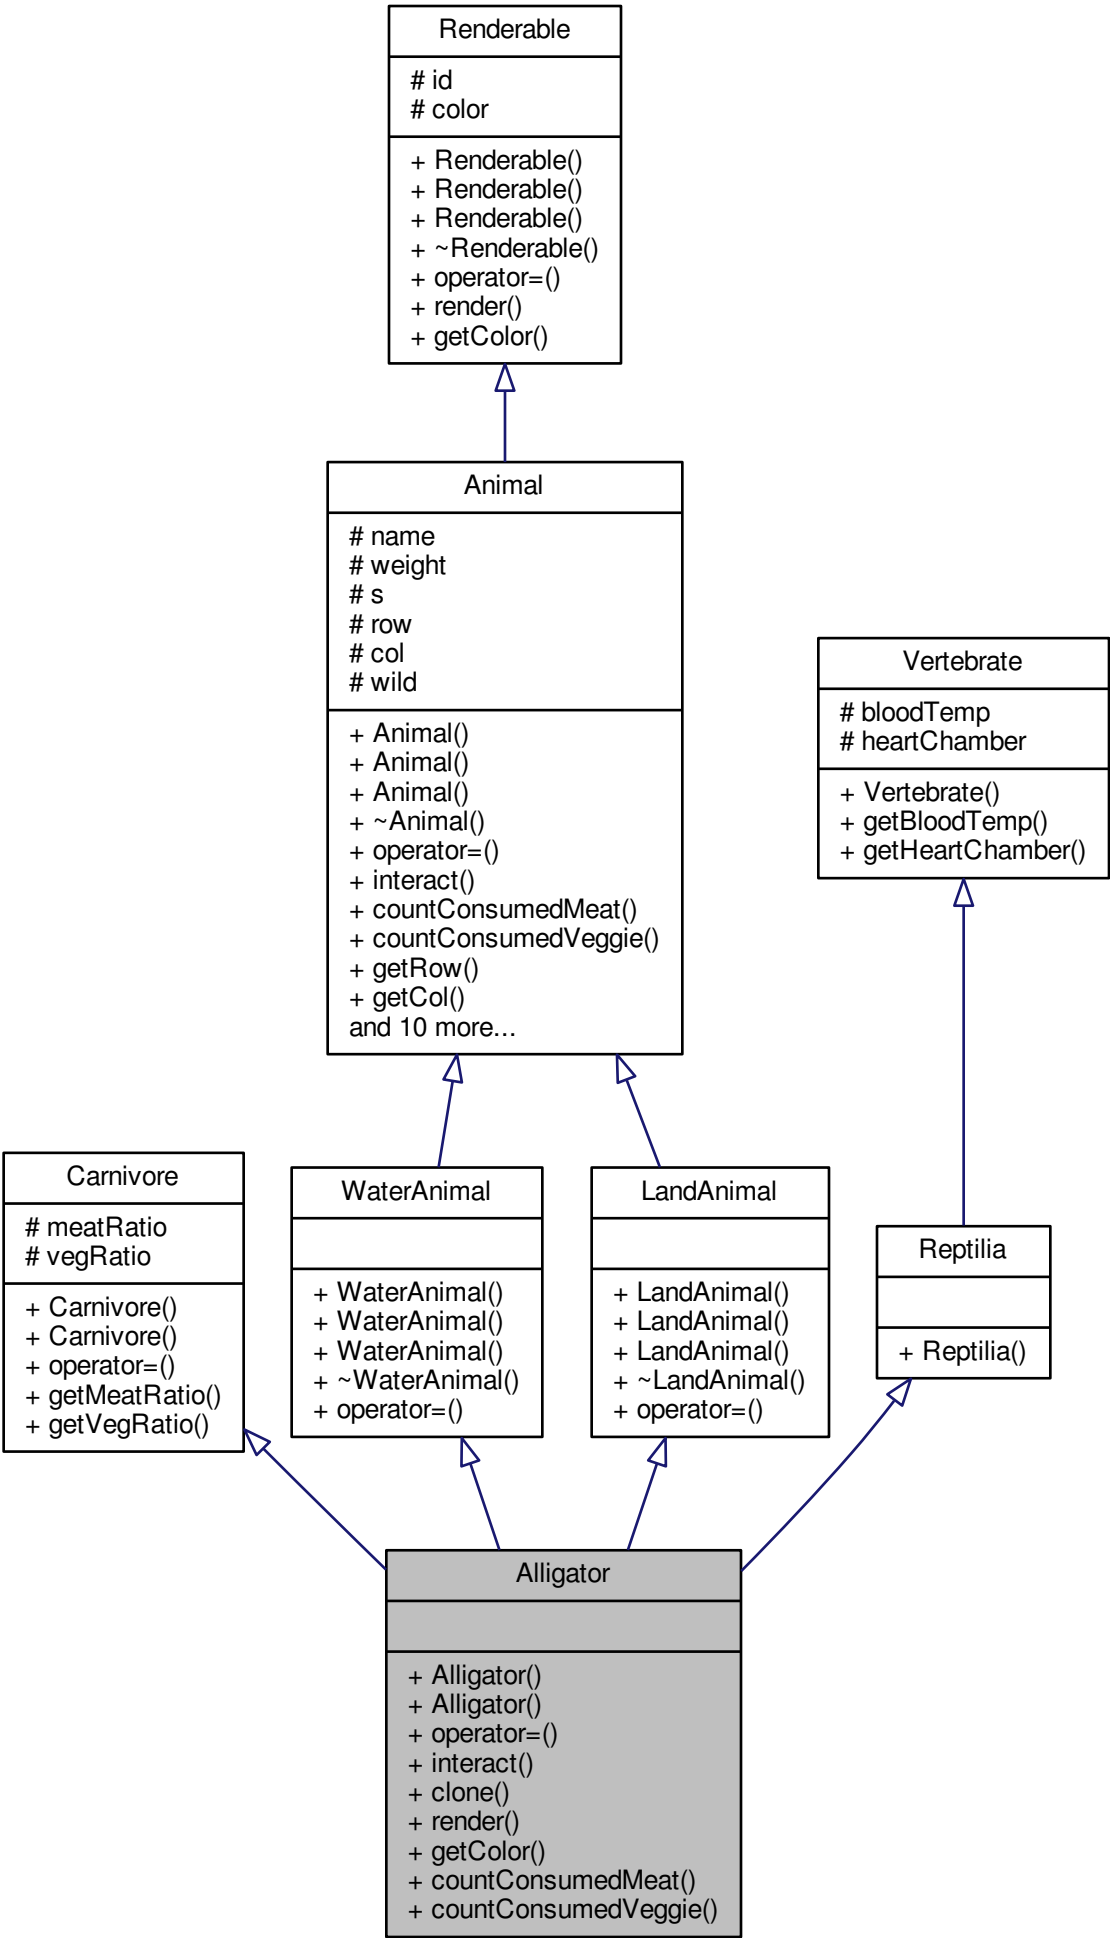 Renderable
# id
# color
+ Renderable()
+ Renderable()
+ Renderable()
+ ~Renderable()
+ operator=()
+ render()
+ getColor()
Animal
# name
# weight
# s
# row
# col
# wild
+ Animal()
+ Animal()
+ Animal()
+ ~Animal()
+ operator=()
+ interact()
+ countConsumedMeat()
+ countConsumedVeggie()
+ getRow()
+ getCol()
and 10 more...
Vertebrate
# bloodTemp
# heartChamber
+ Vertebrate()
+ getBloodTemp()
+ getHeartChamber()
Carnivore
# meatRatio
# vegRatio
+ Carnivore()
+ Carnivore()
+ operator=()
+ getMeatRatio()
+ getVegRatio()
WaterAnimal
+ WaterAnimal()
+ WaterAnimal()
+ WaterAnimal()
+ ~WaterAnimal()
+ operator=()
LandAnimal
+ LandAnimal()
+ LandAnimal()
+ LandAnimal()
+ ~LandAnimal()
+ operator=()
Reptilia
+ Reptilia()
Alligator
+ Alligator()
+ Alligator()
+ operator=()
+ interact()
+ clone()
+ render()
+ getColor()
+ countConsumedMeat()
+ countConsumedVeggie()